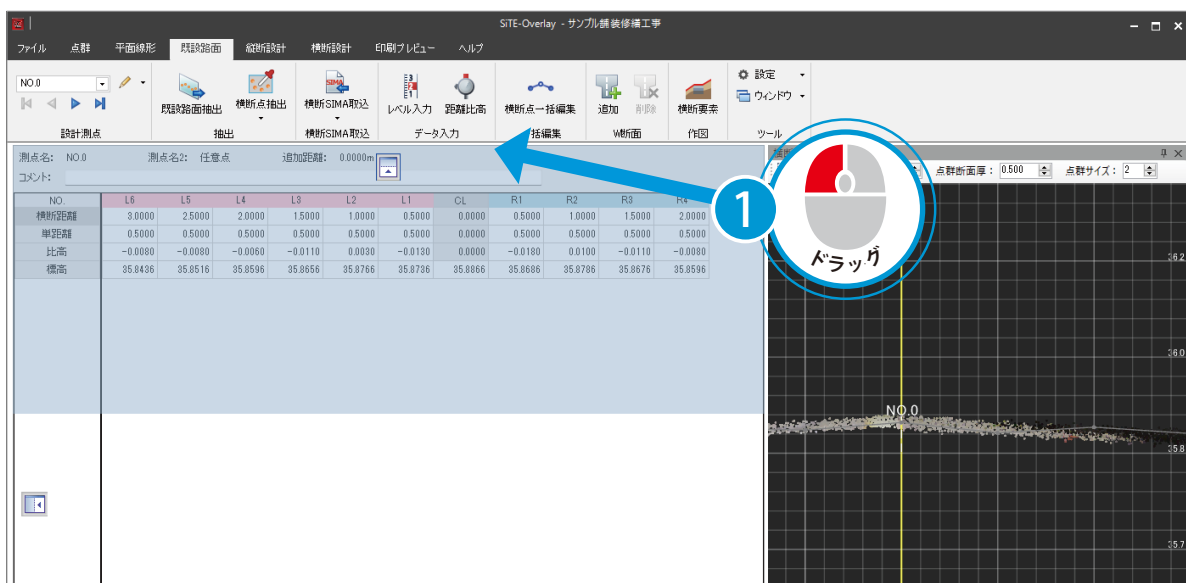 SiTE-Overlay - サンプル舗装修繕工事
ファイル 点群 平面線形 既設路面 縦断設計 横断設計 印刷プレビュー ヘルプ
NO.0
既設路面抽出 横断点抽出 横断SIMA取込 レベル入力 距離比高 横断点一括編集 追加 削除 横断要素
設定
ウィンドウ
設計測点 抽出 横断SIMA取込 データ入力 括編集 W断面 作図 ツール
測点名: NO.0 測点名2: 任意点 追加距離: 0.0000m
コメント:
点群断面厚: 0.500 点群サイズ: 2
NO. L6 L5 L4 L3 L2 L1 CL R1 R2 R3 R4
横断距離 3.0000 2.5000 2.0000 1.5000 1.0000 0.5000 0.0000 0.5000 1.0000 1.5000 2.0000
単距離 0.5000 0.5000 0.5000 0.5000 0.5000 0.5000 0.0000 0.5000 0.5000 0.5000 0.5000
比高 -0.0080 -0.0080 -0.0060 -0.0110 0.0030 -0.0130 0.0000 -0.0180 0.0100 -0.0110 -0.0080
標高 35.8436 35.8516 35.8596 35.8656 35.8766 35.8736 35.8866 35.8686 35.8786 35.8676 35.8596
1
ドラッグ
36.2
36.0
NO.0
35.8
35.7